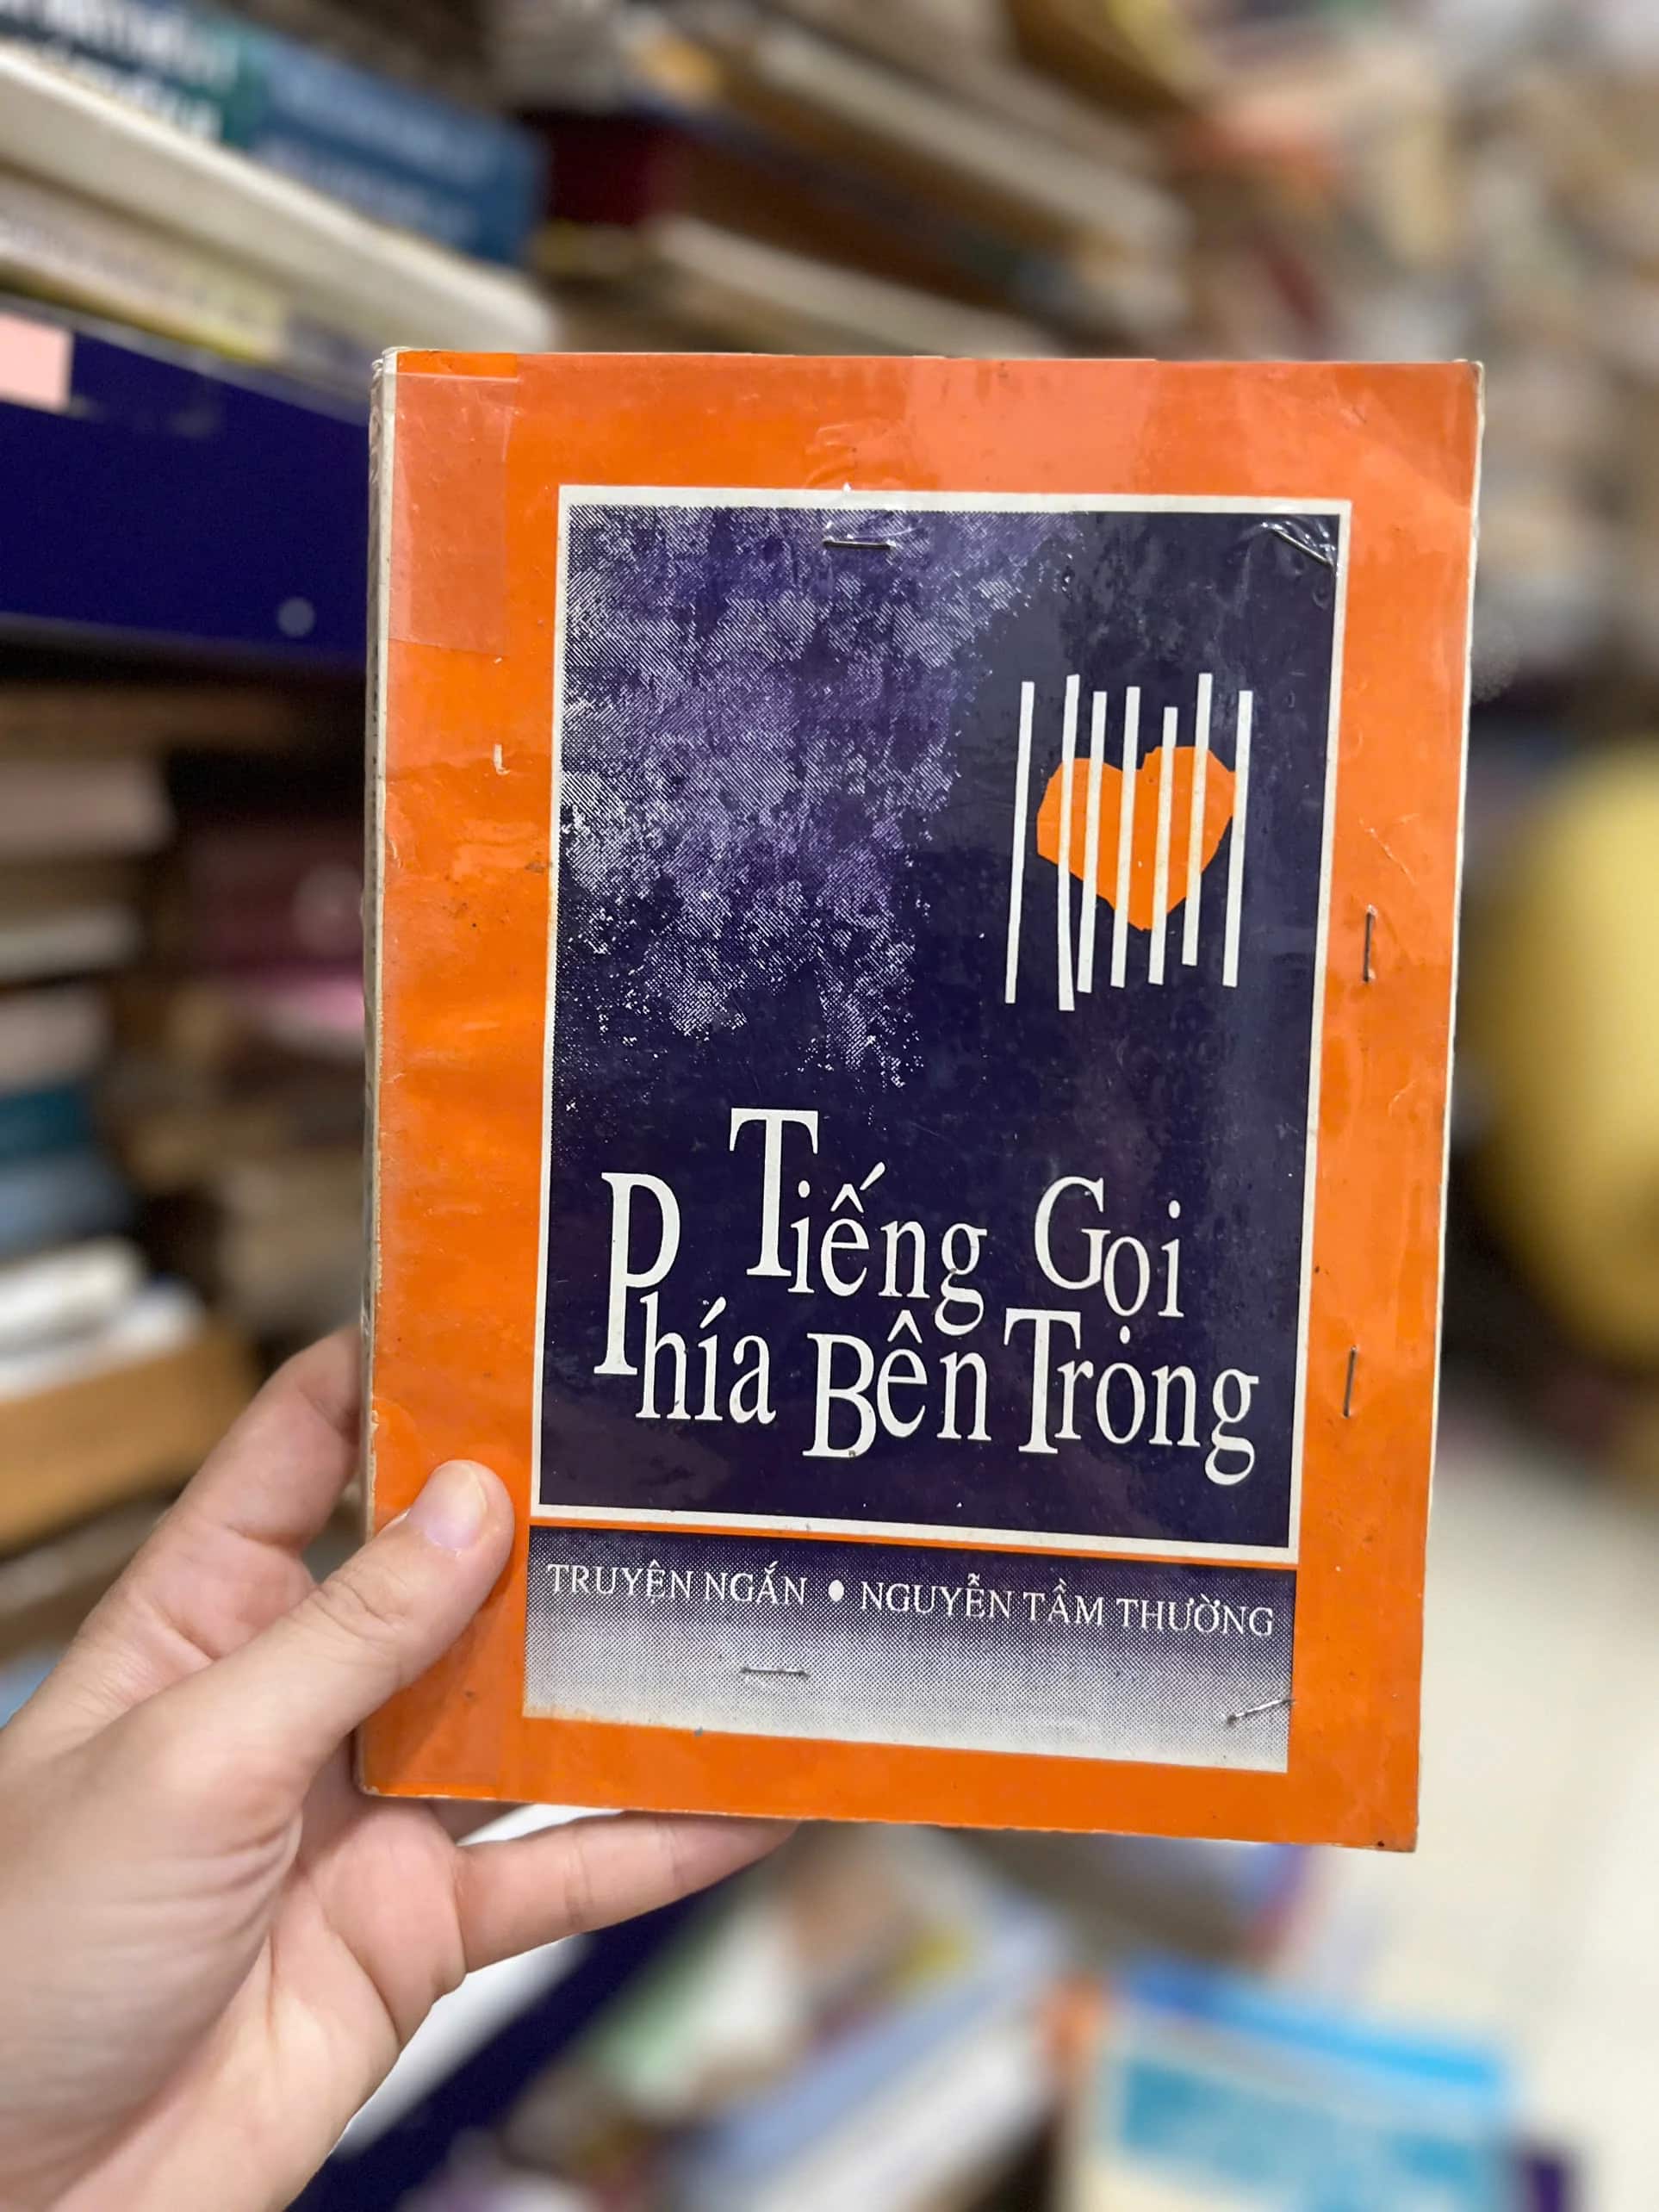 Tiếng Gọi
Phía Bên Trong
TRUYỆN NGẮN • NGUYỄN TẦM THƯỜNG